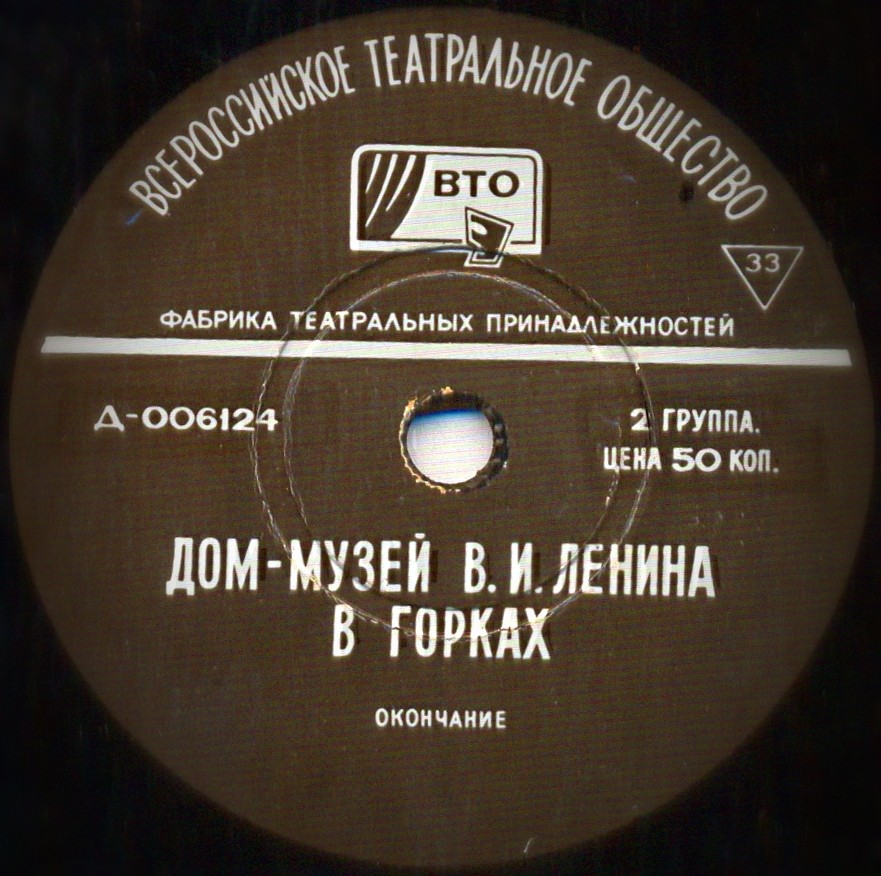 ВСЕРОССИЙСКОЕ ТЕАТРАЛЬНОЕ ОБЩЕСТВО
ВТО
33
ФАБРИКА ТЕАТРАЛЬНЫХ ПРИНАДЛЕЖНОСТЕЙ
Д-006124
2 ГРУППА.
ЦЕНА 50 КОП.
ДОМ-МУЗЕЙ В. И. ЛЕНИНА
В ГОРКАХ
ОКОНЧАНИЕ